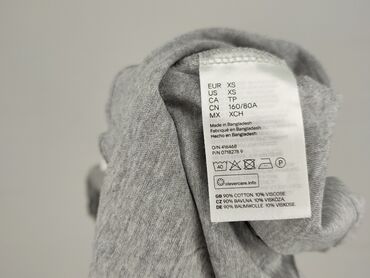 EUR XS
US XS
CA TP
CN 160/80A
MX XCH
Made in Bangladesh
Fabriqué en Bangladesh
Hecho en Bangladesh
O/N 416468
P/N 0718278 9
40
P
clevercare.info
GB 90% COTTON, 10% VISCOSE.
CZ 90% BAVLNA, 10% VISKÓZA.
DE 90% BAUMWOLLE, 10% VISKOSE.